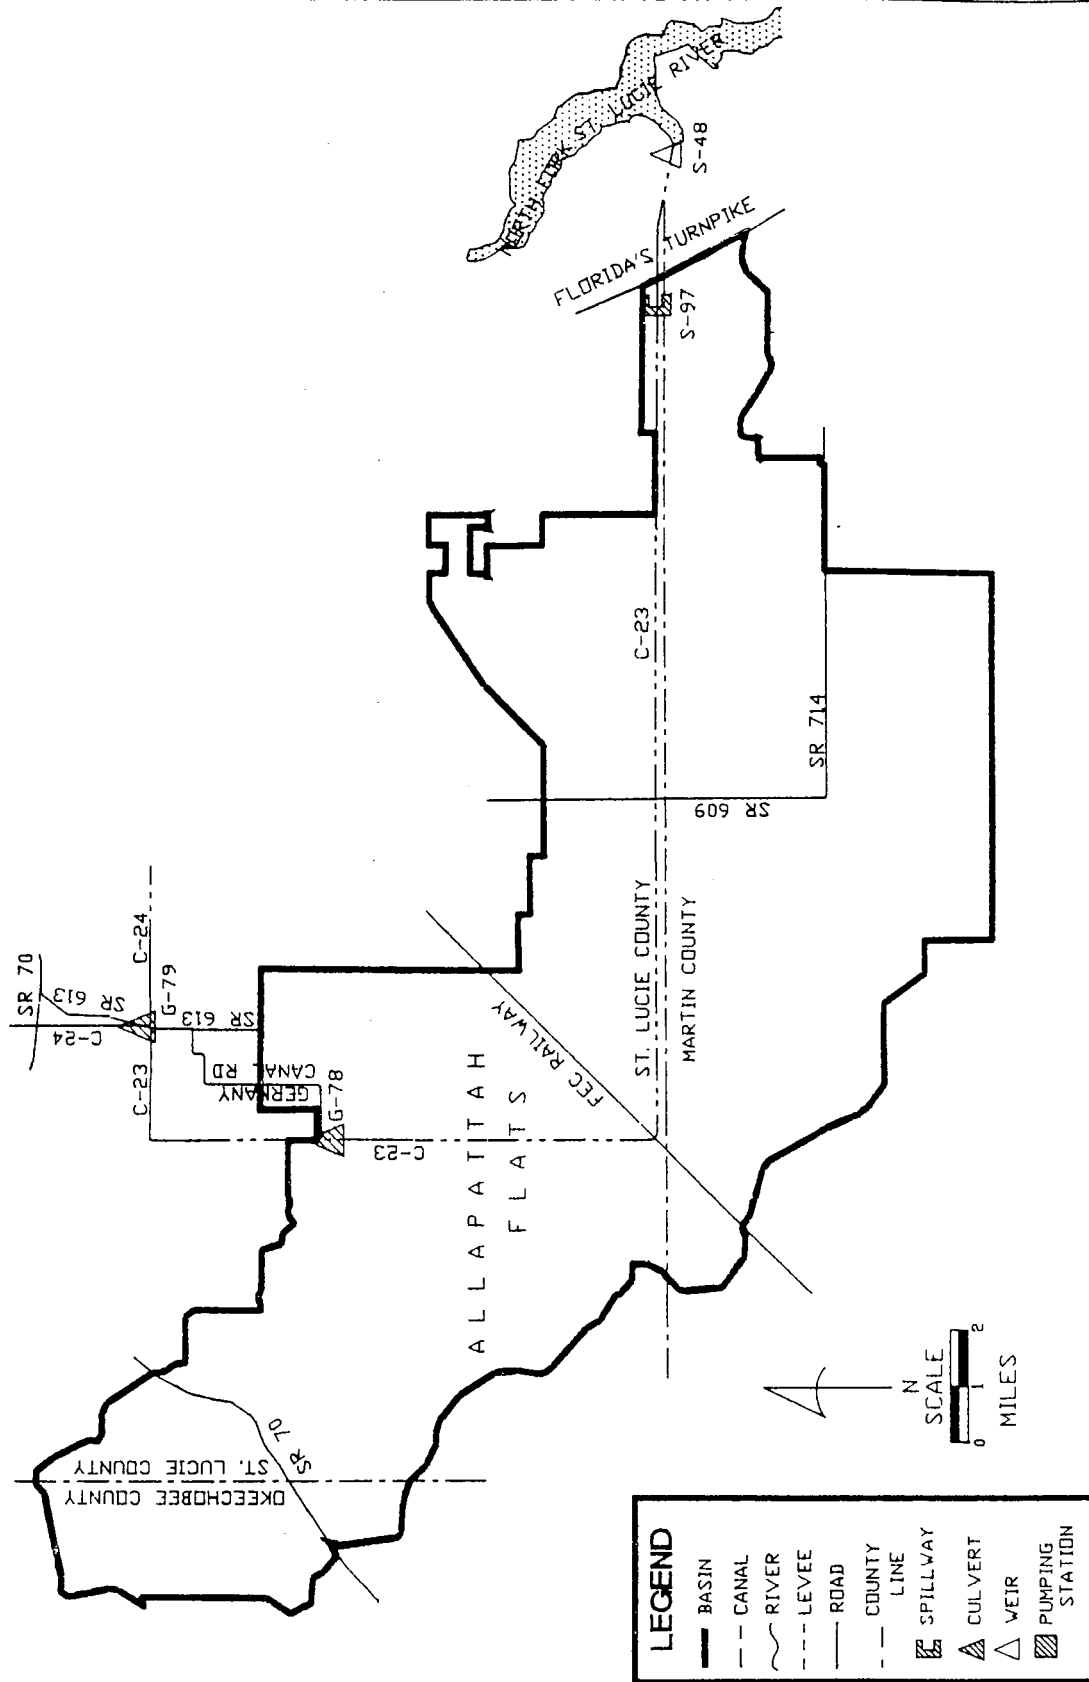 NORTH FORK ST. LUCIE RIVER
S-48
FLORIDA'S TURNPIKE
S-97
C-23
SR 714
SR 609
ST. LUCIE COUNTY
MARTIN COUNTY
FEC RAILWAY
SR 70
SR 613
C-24
C-24
G-79
SR 613
C-23
GERMANY
CANAL RD
G-78
C-23
ALLAPATTAH
FLATS
SR 70
ST. LUCIE COUNTY
OKEECHOBEE COUNTY
N
SCALE
0 1 2
MILES
LEGEND
BASIN
CANAL
RIVER
LEVEE
ROAD
COUNTY
LINE
SPILLWAY
CULVERT
WEIR
PUMPING
STATION